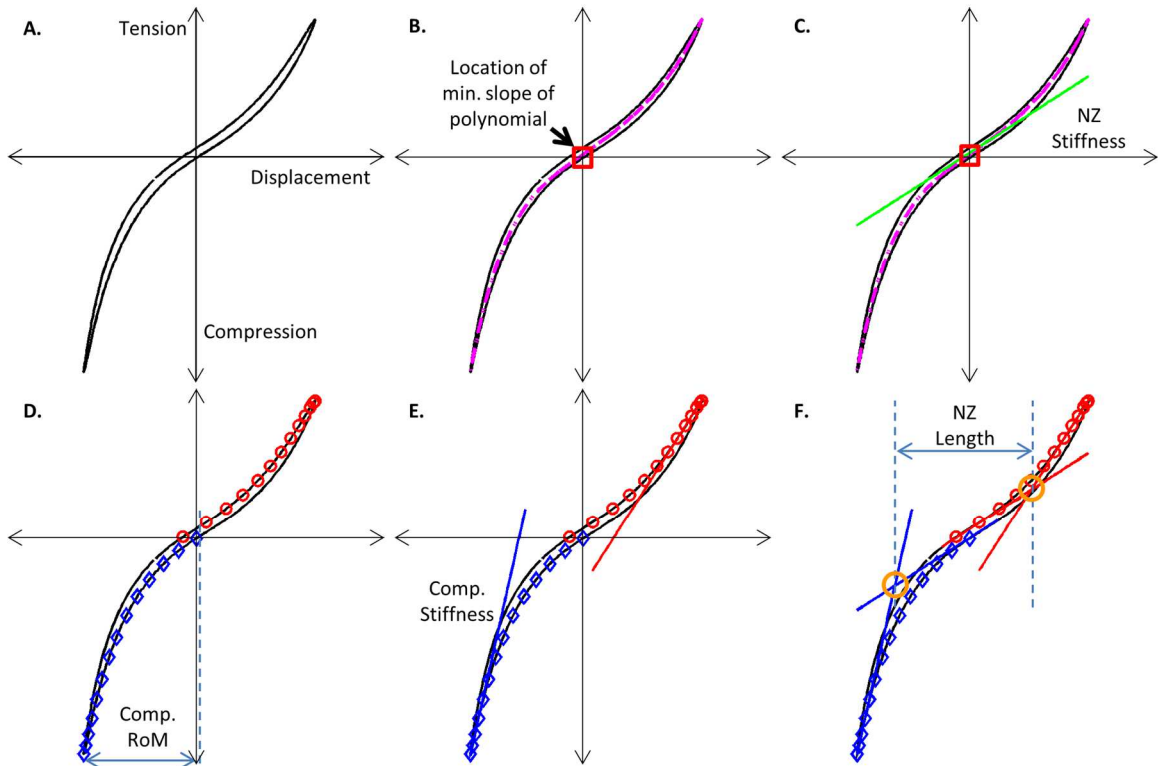 A.
Tension
Displacement
Compression
B.
Location of
min. slope of
polynomial
C.
NZ
Stiffness
D.
Comp.
RoM
E.
Comp.
Stiffness
F.
NZ
Length